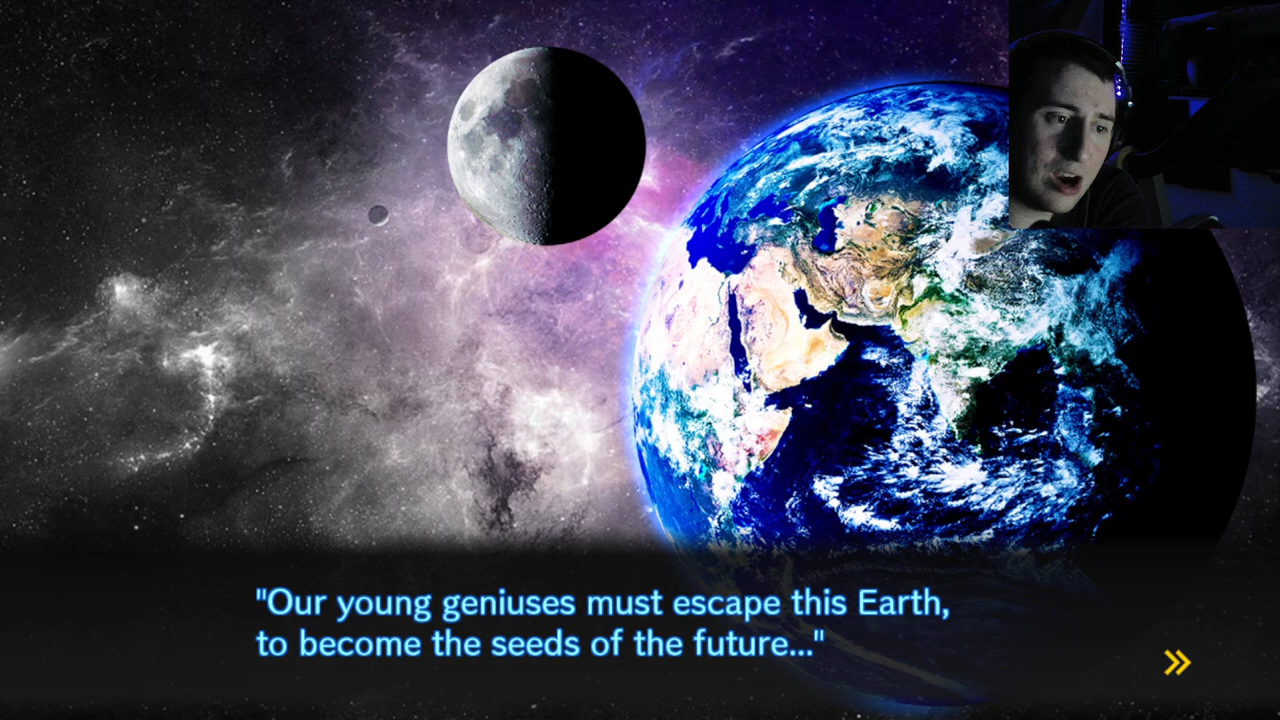 "Our young geniuses must escape this Earth,
to become the seeds of the future..."